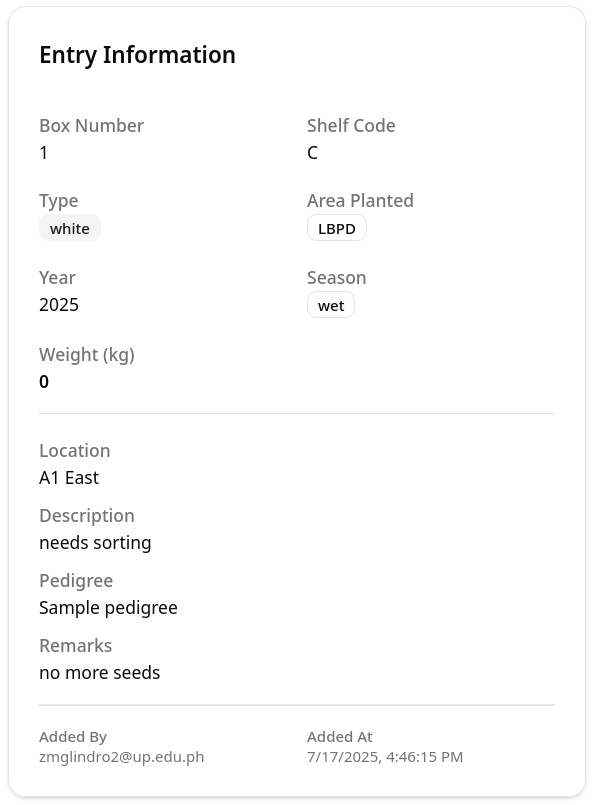 Entry Information
Box Number
Shelf Code
1
C
Type
Area Planted
white
LBPD
Year
Season
2025
wet
Weight (kg)
0
Location
A1 East
Description
needs sorting
Pedigree
Sample pedigree
Remarks
no more seeds
Added By
Added At
zmglindro2@up.edu.ph
7/17/2025, 4:46:15 PM